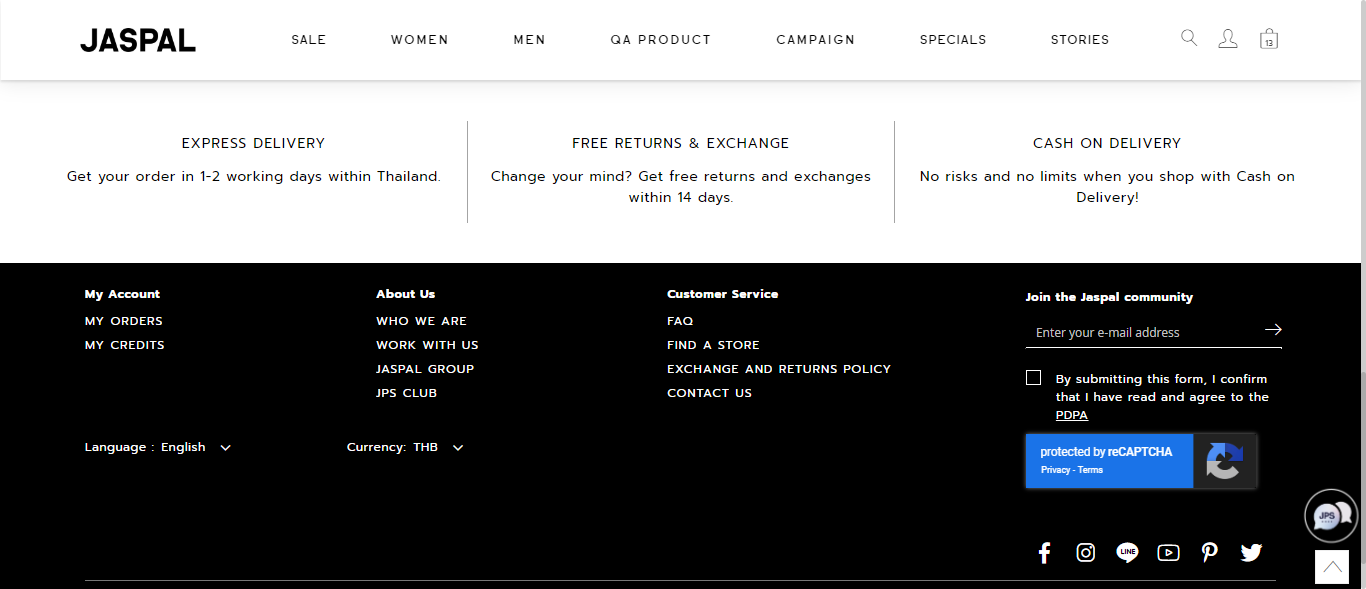 JASPAL
SALE
WOMEN
MEN
QA PRODUCT
CAMPAIGN
SPECIALS
STORIES
13
EXPRESS DELIVERY
Get your order in 1-2 working days within Thailand.
FREE RETURNS & EXCHANGE
Change your mind? Get free returns and exchanges
within 14 days.
CASH ON DELIVERY
No risks and no limits when you shop with Cash on
Delivery!
My Account
MY ORDERS
MY CREDITS
About Us
WHO WE ARE
WORK WITH US
JASPAL GROUP
JPS CLUB
Customer Service
FAQ
FIND A STORE
EXCHANGE AND RETURNS POLICY
CONTACT US
Join the Jaspal community
Enter your e-mail address
By submitting this form, I confirm
that I have read and agree to the
PDPA
Language : English
Currency: THB
protected by reCAPTCHA
Privacy - Terms
JPS
LINE